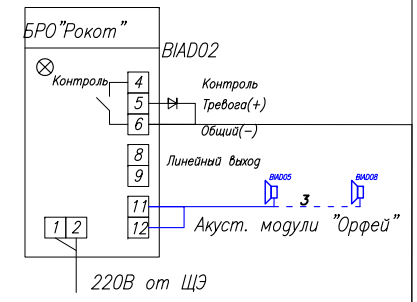 БРО"Рокот"
BIAD02
Контроль
4
Контроль
5
Тревога(+)
6
Общий(-)
8
Линейный выход
9
BIAD05
BIAD08
3
11
12
Акуст. модули "Орфей"
1 2
220В от ЩЭ